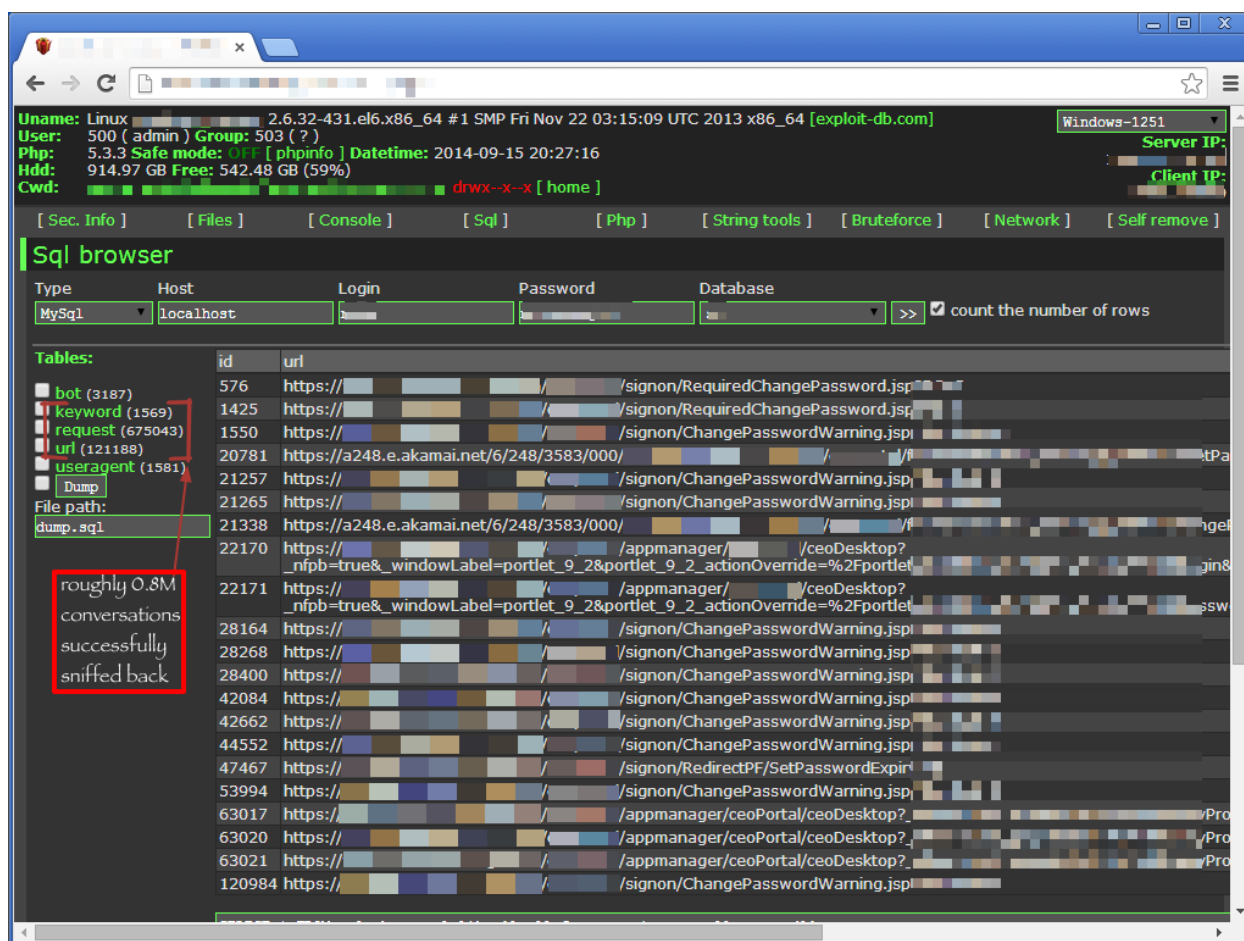 Uname: Linux 2.6.32-431.el6.x86_64 #1 SMP Fri Nov 22 03:15:09 UTC 2013 x86_64 [exploit-db.com]
Windows-1251
User: 500 ( admin ) Group: 503 ( ? )
Server IP:
Php: 5.3.3 Safe mode: OFF [ phpinfo ] Datetime: 2014-09-15 20:27:16
Hdd: 914.97 GB Free: 542.48 GB (59%)
Client IP:
Cwd: drwx--x--x [ home ]
[ Sec. Info ] [ Files ] [ Console ] [ Sql ] [ Php ] [ String tools ] [ Bruteforce ] [ Network ] [ Self remove ]
Sql browser
Type Host Login Password Database
MySql localhost >> count the number of rows
Tables:
bot (3187)
keyword (1569)
request (675043)
url (121188)
useragent (1581)
Dump
File path:
dump.sql
roughly 0.8M
conversations
successfully
sniffed back
id url
576 https:// / /signon/RequiredChangePassword.jsp
1425 https:// / /signon/RequiredChangePassword.jsp
1550 https:// / /signon/ChangePasswordWarning.jsp
20781 https://a248.e.akamai.net/6/248/3583/000/
21257 https:// /signon/ChangePasswordWarning.jsp
21265 https:// / /signon/ChangePasswordWarning.jsp
21338 https://a248.e.akamai.net/6/248/3583/000/
22170 https:// / /appmanager/ /ceoDesktop?
_nfpb=true&_windowLabel=portlet_9_2&portlet_9_2_actionOverride=%2Fportlet
22171 https:// / /appmanager/ /ceoDesktop?
_nfpb=true&_windowLabel=portlet_9_2&portlet_9_2_actionOverride=%2Fportlet
28164 https:// / /signon/ChangePasswordWarning.jsp
28268 https:// / /signon/ChangePasswordWarning.jsp
28400 https:// / /signon/ChangePasswordWarning.jsp
42084 https:// / /signon/ChangePasswordWarning.jsp
42662 https:// / /signon/ChangePasswordWarning.jsp
44552 https:// / /signon/ChangePasswordWarning.jsp
47467 https:// / /signon/RedirectPF/SetPasswordExpir
53994 https:// / /signon/ChangePasswordWarning.jsp
63017 https:// / /appmanager/ceoPortal/ceoDesktop?_
63020 https:// / /appmanager/ceoPortal/ceoDesktop?_
63021 https:// / /appmanager/ceoPortal/ceoDesktop?_
120984 https:// / /signon/ChangePasswordWarning.jsp